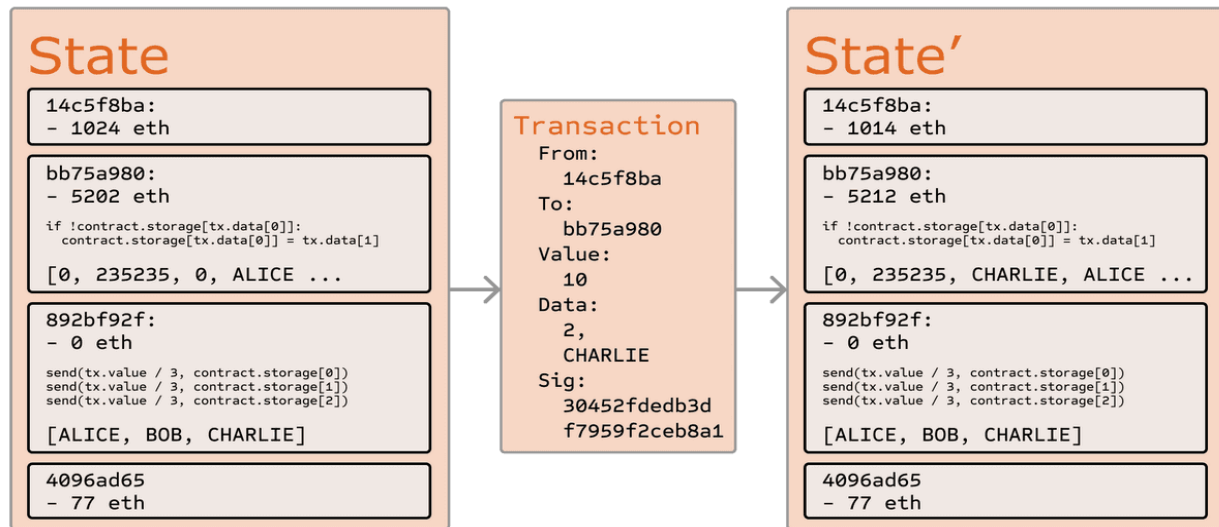 State
14c5f8ba:
- 1024 eth
bb75a980:
- 5202 eth
if !contract.storage[tx.data[0]]:
contract.storage[tx.data[0]] = tx.data[1]
[0, 235235, 0, ALICE ...
892bf92f:
- 0 eth
send(tx.value / 3, contract.storage[0])
send(tx.value / 3, contract.storage[1])
send(tx.value / 3, contract.storage[2])
[ALICE, BOB, CHARLIE]
4096ad65
- 77 eth
Transaction
From:
14c5f8ba
To:
bb75a980
Value:
10
Data:
2,
CHARLIE
Sig:
30452fdedb3d
f7959f2ceb8a1
State’
14c5f8ba:
- 1014 eth
bb75a980:
- 5212 eth
if !contract.storage[tx.data[0]]:
contract.storage[tx.data[0]] = tx.data[1]
[0, 235235, CHARLIE, ALICE ...
892bf92f:
- 0 eth
send(tx.value / 3, contract.storage[0])
send(tx.value / 3, contract.storage[1])
send(tx.value / 3, contract.storage[2])
[ALICE, BOB, CHARLIE]
4096ad65
- 77 eth